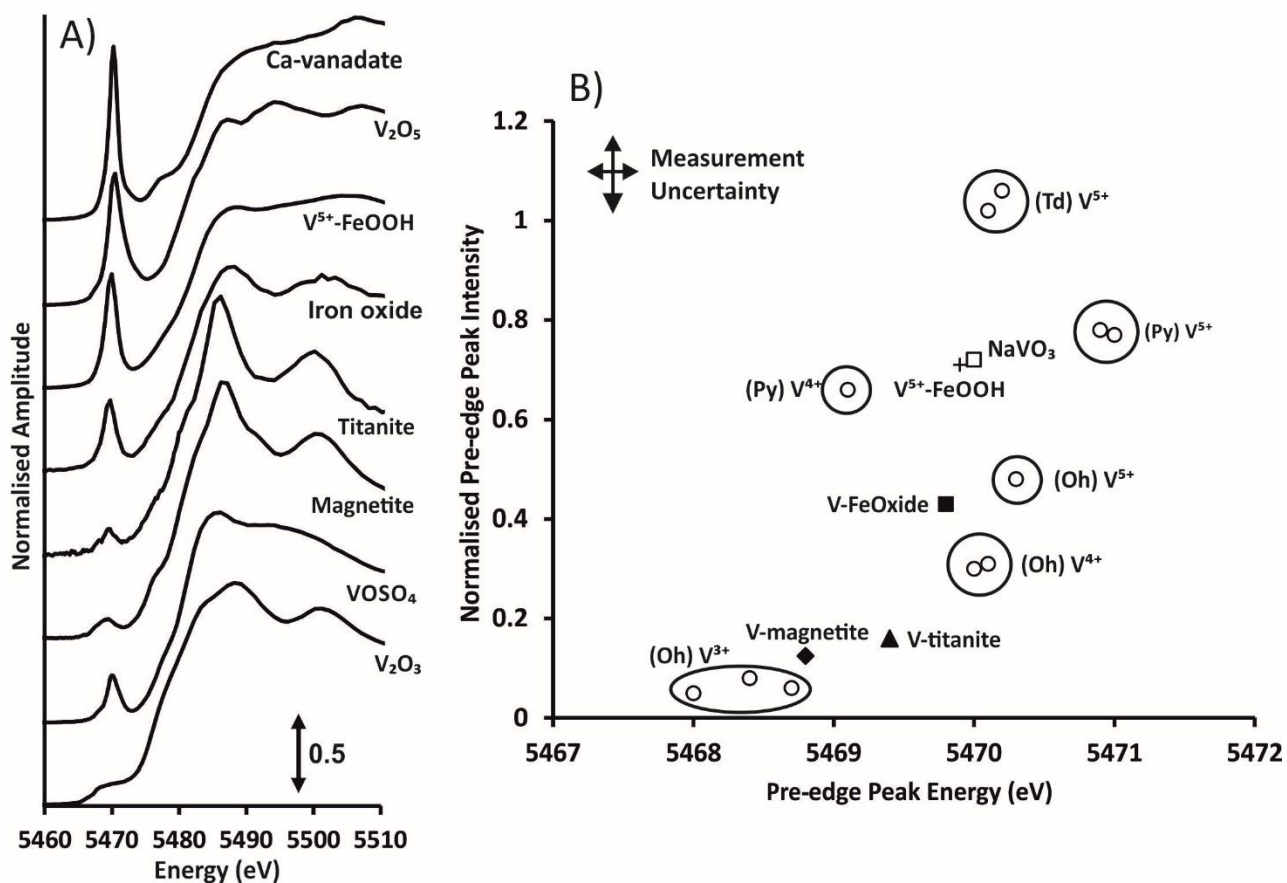 A)
Ca-vanadate
V₂O₅
V⁵⁺-FeOOH
Iron oxide
Titanite
Magnetite
VOSO₄
V₂O₃
0.5
Normalised Amplitude
5460 5470 5480 5490 5500 5510
Energy (eV)
B)
Measurement
Uncertainty
1.2
1
0.8
0.6
0.4
0.2
0
Normalised Pre-edge Peak Intensity
(Td) V⁵⁺
(Py) V⁵⁺
NaVO₃
V⁵⁺-FeOOH
(Py) V⁴⁺
(Oh) V⁵⁺
V-FeOxide
(Oh) V⁴⁺
V-magnetite
V-titanite
(Oh) V³⁺
5467 5468 5469 5470 5471 5472
Pre-edge Peak Energy (eV)